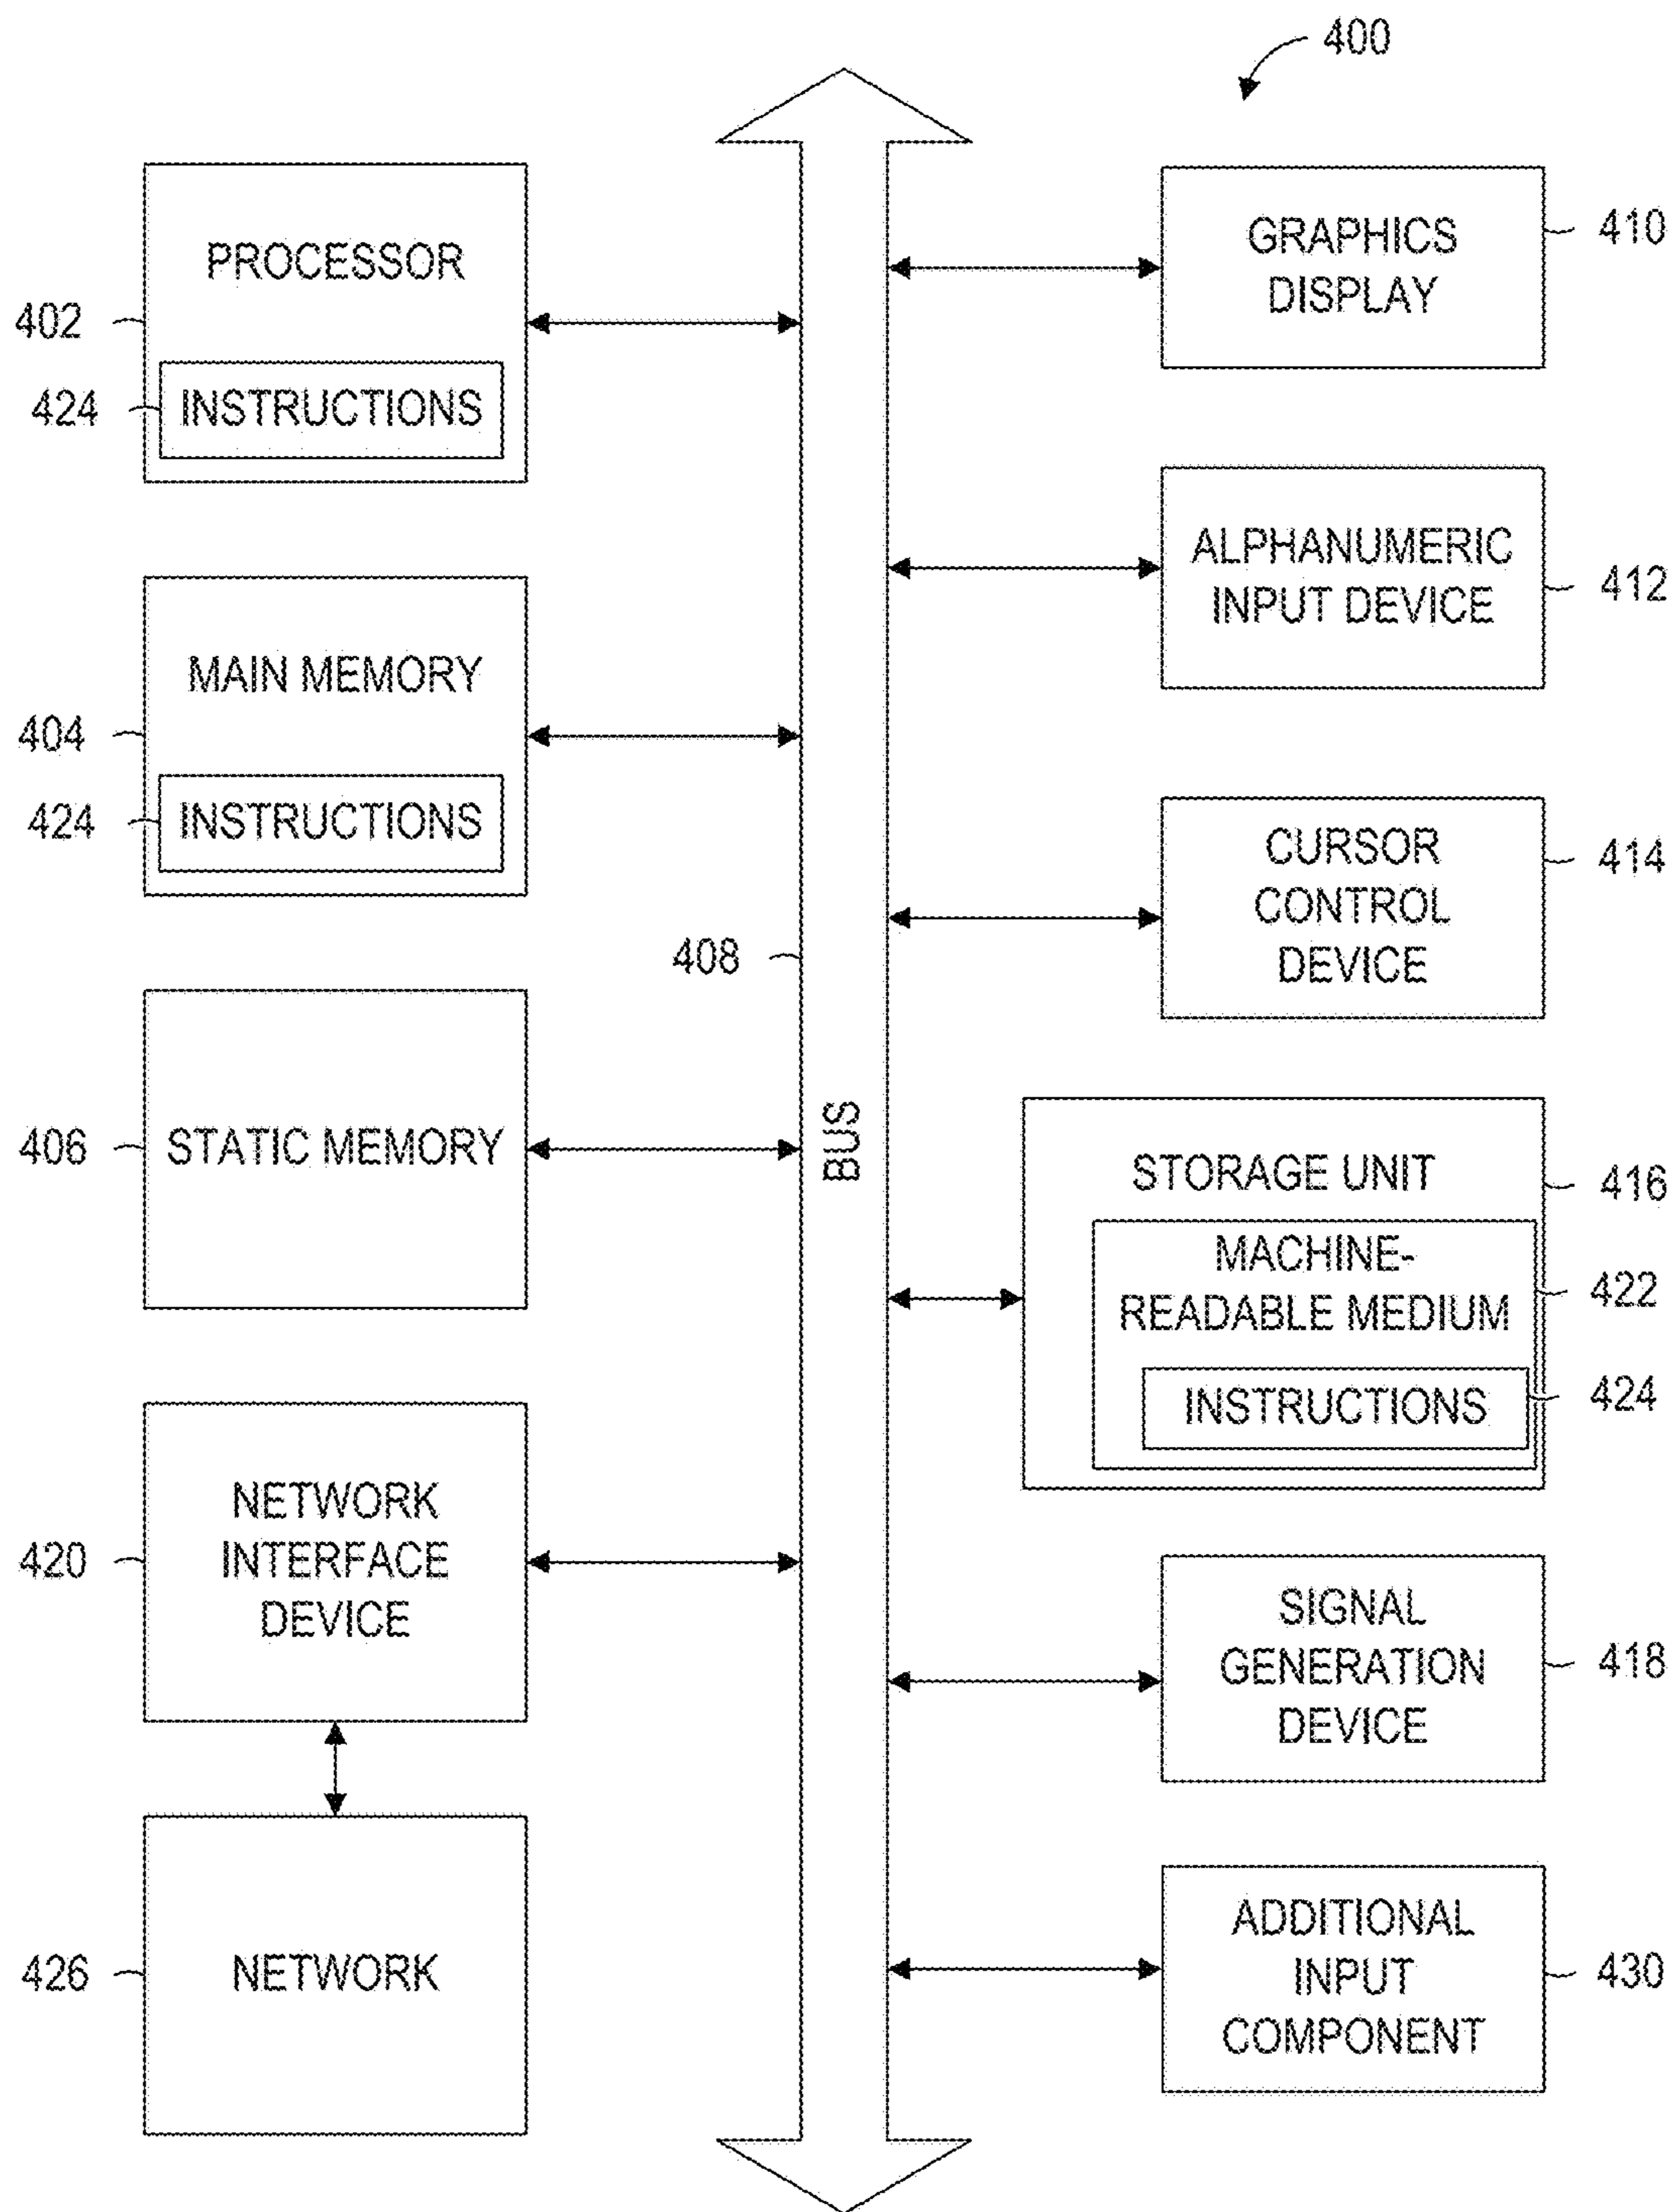 400
PROCESSOR
402
424
INSTRUCTIONS
MAIN MEMORY
404
424
INSTRUCTIONS
408
STATIC MEMORY
406
BUS
NETWORK
INTERFACE
DEVICE
420
NETWORK
426
GRAPHICS
DISPLAY
410
ALPHANUMERIC
INPUT DEVICE
412
CURSOR
CONTROL
DEVICE
414
STORAGE UNIT
416
MACHINE-
READABLE MEDIUM
422
INSTRUCTIONS
424
SIGNAL
GENERATION
DEVICE
418
ADDITIONAL
INPUT
COMPONENT
430